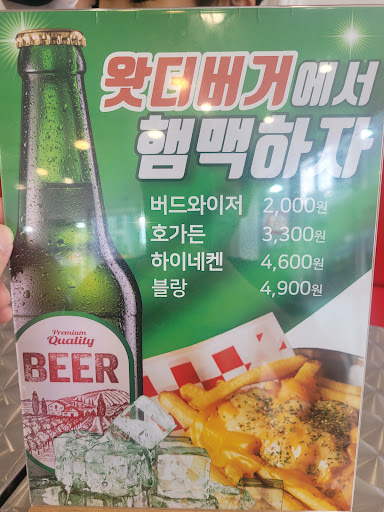 왓더버거에서
햄맥하자
버드와이저 2,000원
호가든 3,300원
하이네켄 4,600원
블랑 4,900원
Premium
Quality
BEER